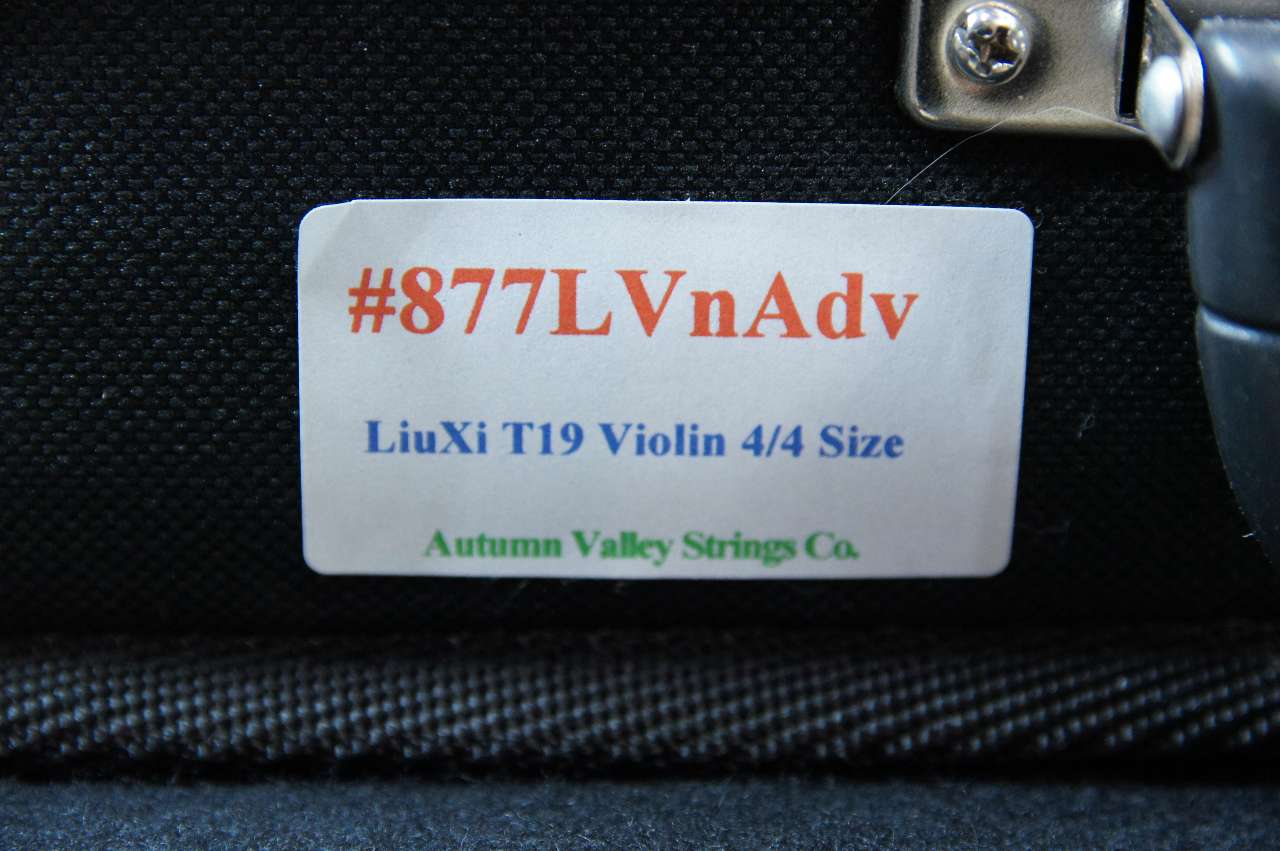 #877LVnAdv
LiuXi T19 Violin 4/4 Size
Autumn Valley Strings Co.